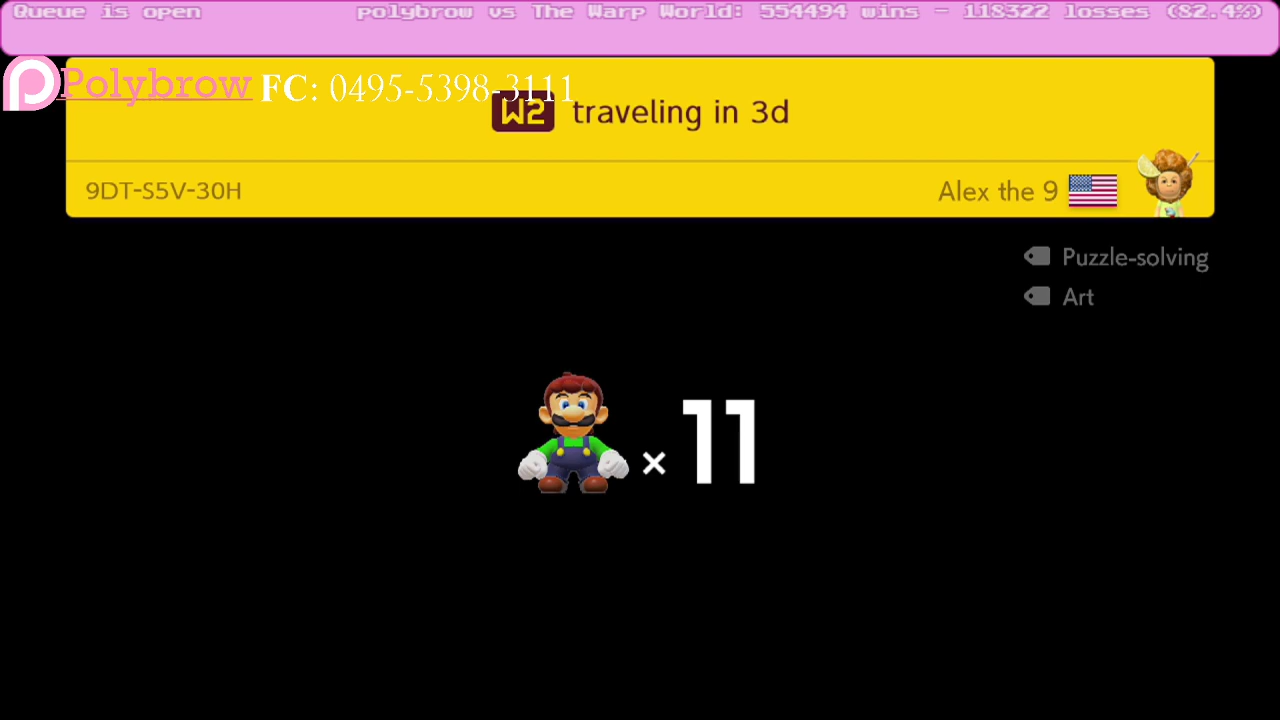 Queue is open polybrow vs The Warp World: 554494 wins - 118322 losses (82.4%)
Polybrow FC: 0495-5398-3111
W2 traveling in 3d
9DT-S5V-30H Alex the 9
Puzzle-solving
Art
× 11